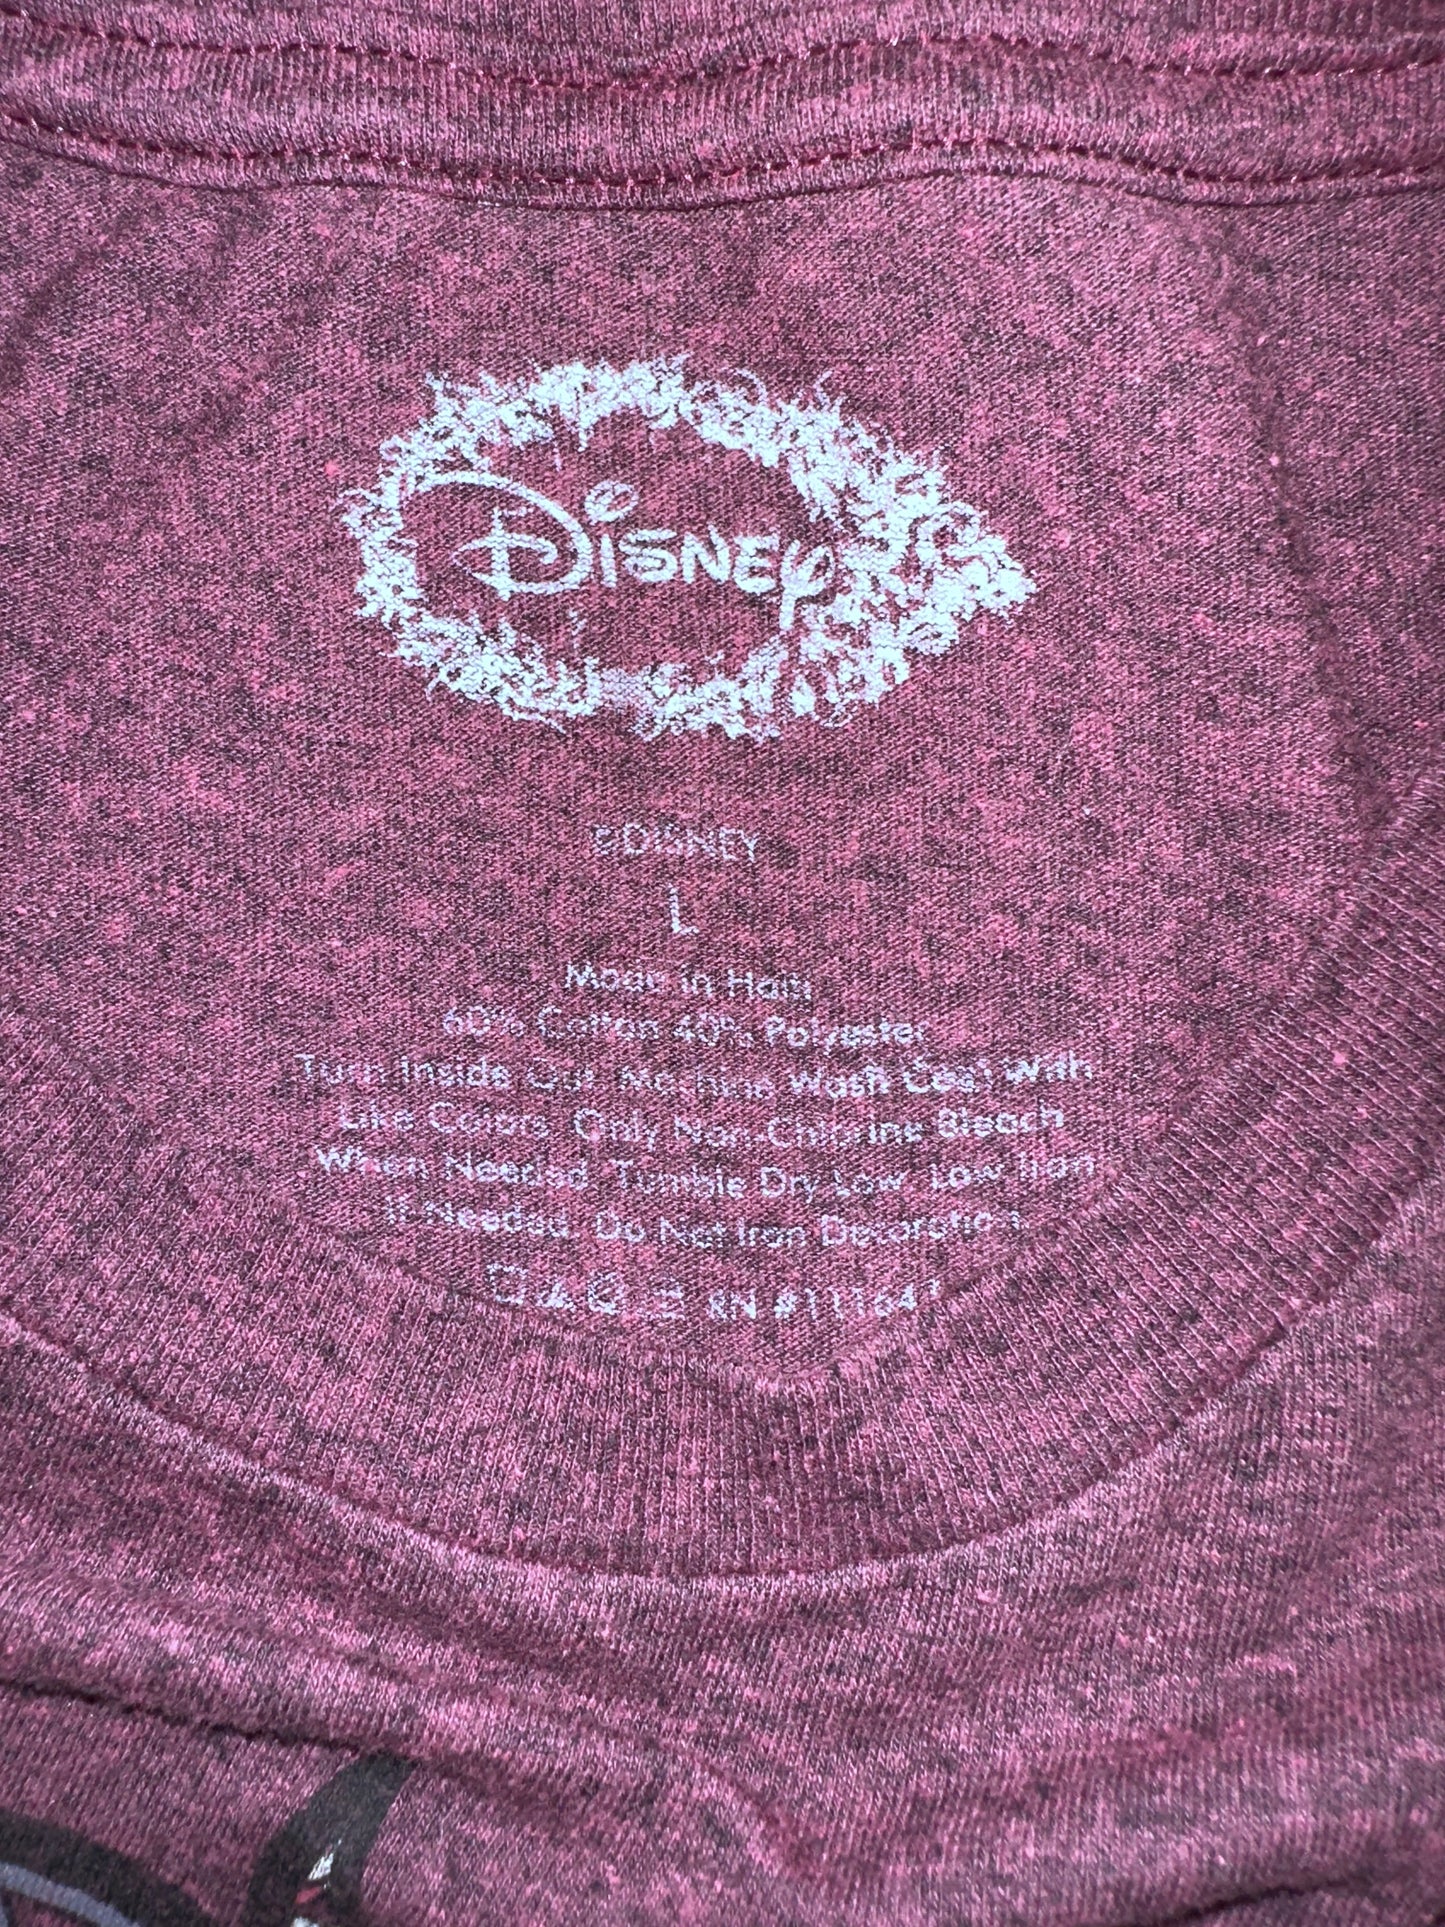 Disney
©DISNEY
L
Made in Haiti
60% Cotton 40% Polyester
Turn Inside Out Machine Wash Cold With
Like Colors Only Non-Chlorine Bleach
When Needed Tumble Dry Low Low Iron
If Needed Do Not Iron Decoration
RN #111641